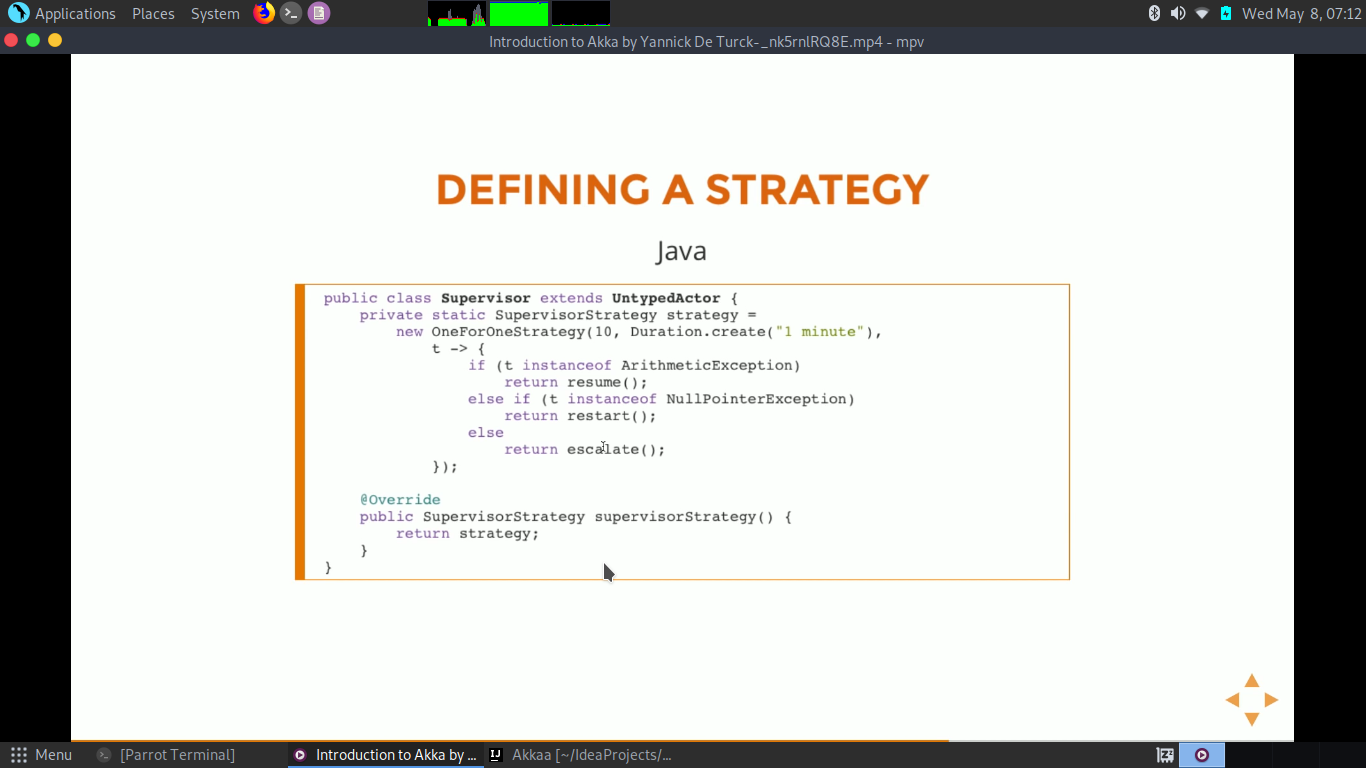 Applications Places System Wed May 8, 07:12
Introduction to Akka by Yannick De Turck-_nk5rnlRQ8E.mp4 - mpv
DEFINING A STRATEGY
Java
public class Supervisor extends UntypedActor {
    private static SupervisorStrategy strategy =
        new OneForOneStrategy(10, Duration.create("1 minute"),
            t -> {
                if (t instanceof ArithmeticException)
                    return resume();
                else if (t instanceof NullPointerException)
                    return restart();
                else
                    return escalate();
            });
    @Override
    public SupervisorStrategy supervisorStrategy() {
        return strategy;
    }
}
Menu [Parrot Terminal] Introduction to Akka by ... IJ Akkaa [~/IdeaProjects/...